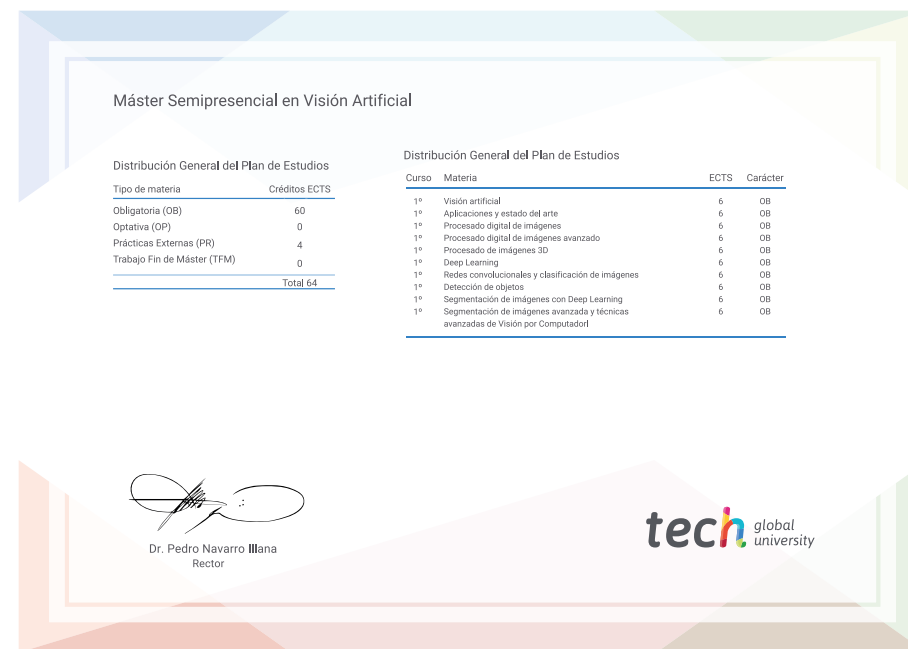 Máster Semipresencial en Visión Artificial
Distribución General del Plan de Estudios
Tipo de materia Créditos ECTS
Obligatoria (OB) 60
Optativa (OP) 0
Prácticas Externas (PR) 4
Trabajo Fin de Máster (TFM) 0
Total 64
Distribución General del Plan de Estudios
Curso Materia ECTS Carácter
1º Visión artificial 6 OB
1º Aplicaciones y estado del arte 6 OB
1º Procesado digital de imágenes 6 OB
1º Procesado digital de imágenes avanzado 6 OB
1º Procesado de imágenes 3D 6 OB
1º Deep Learning 6 OB
1º Redes convolucionales y clasificación de imágenes 6 OB
1º Detección de objetos 6 OB
1º Segmentación de imágenes con Deep Learning 6 OB
1º Segmentación de imágenes avanzada y técnicas 6 OB
avanzadas de Visión por Computadorl
Dr. Pedro Navarro Illana
Rector
tech global
university